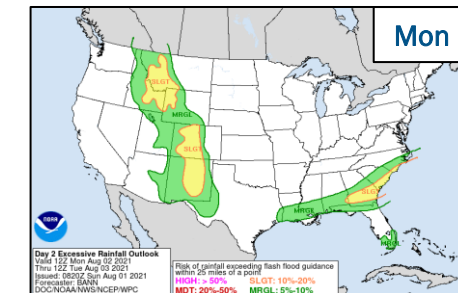 Mon
SLGT
MRGL
SLGT
SLGT
MRGL
MRGL
NOAA
Day 2 Excessive Rainfall Outlook
Valid 12Z Mon Aug 02 2021
Thru 12Z Tue Aug 03 2021
Issued: 0820Z Sun Aug 01 2021
Forecaster: BANN
DOC/NOAA/NWS/NCEP/WPC
Risk of rainfall exceeding flash flood guidance
within 25 miles of a point
HIGH: > 50% SLGT: 10%-20%
MDT: 20%-50% MRGL: 5%-10%